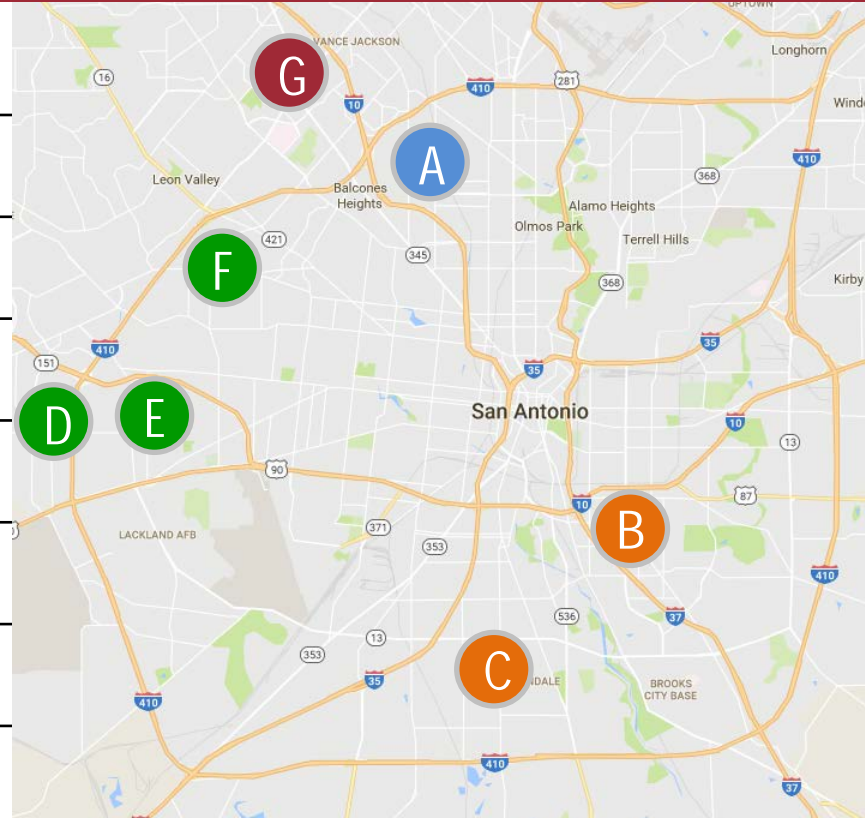 UPTOWN
VANCE JACKSON
Longhorn
G
16
410
281
10
Wind
A
410
Leon Valley
368
Balcones
Heights
Alamo Heights
Olmos Park
421
Terrell Hills
345
F
368
Kirby
410
35
151
35
San Antonio
D
E
10
13
90
87
10
B
371
LACKLAND AFB
353
410
536
37
13
353
C
35
NDALE
BROOKS
CITY BASE
410
410
37